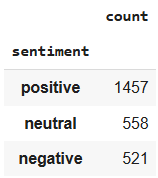 count
sentiment
positive 1457
neutral 558
negative 521